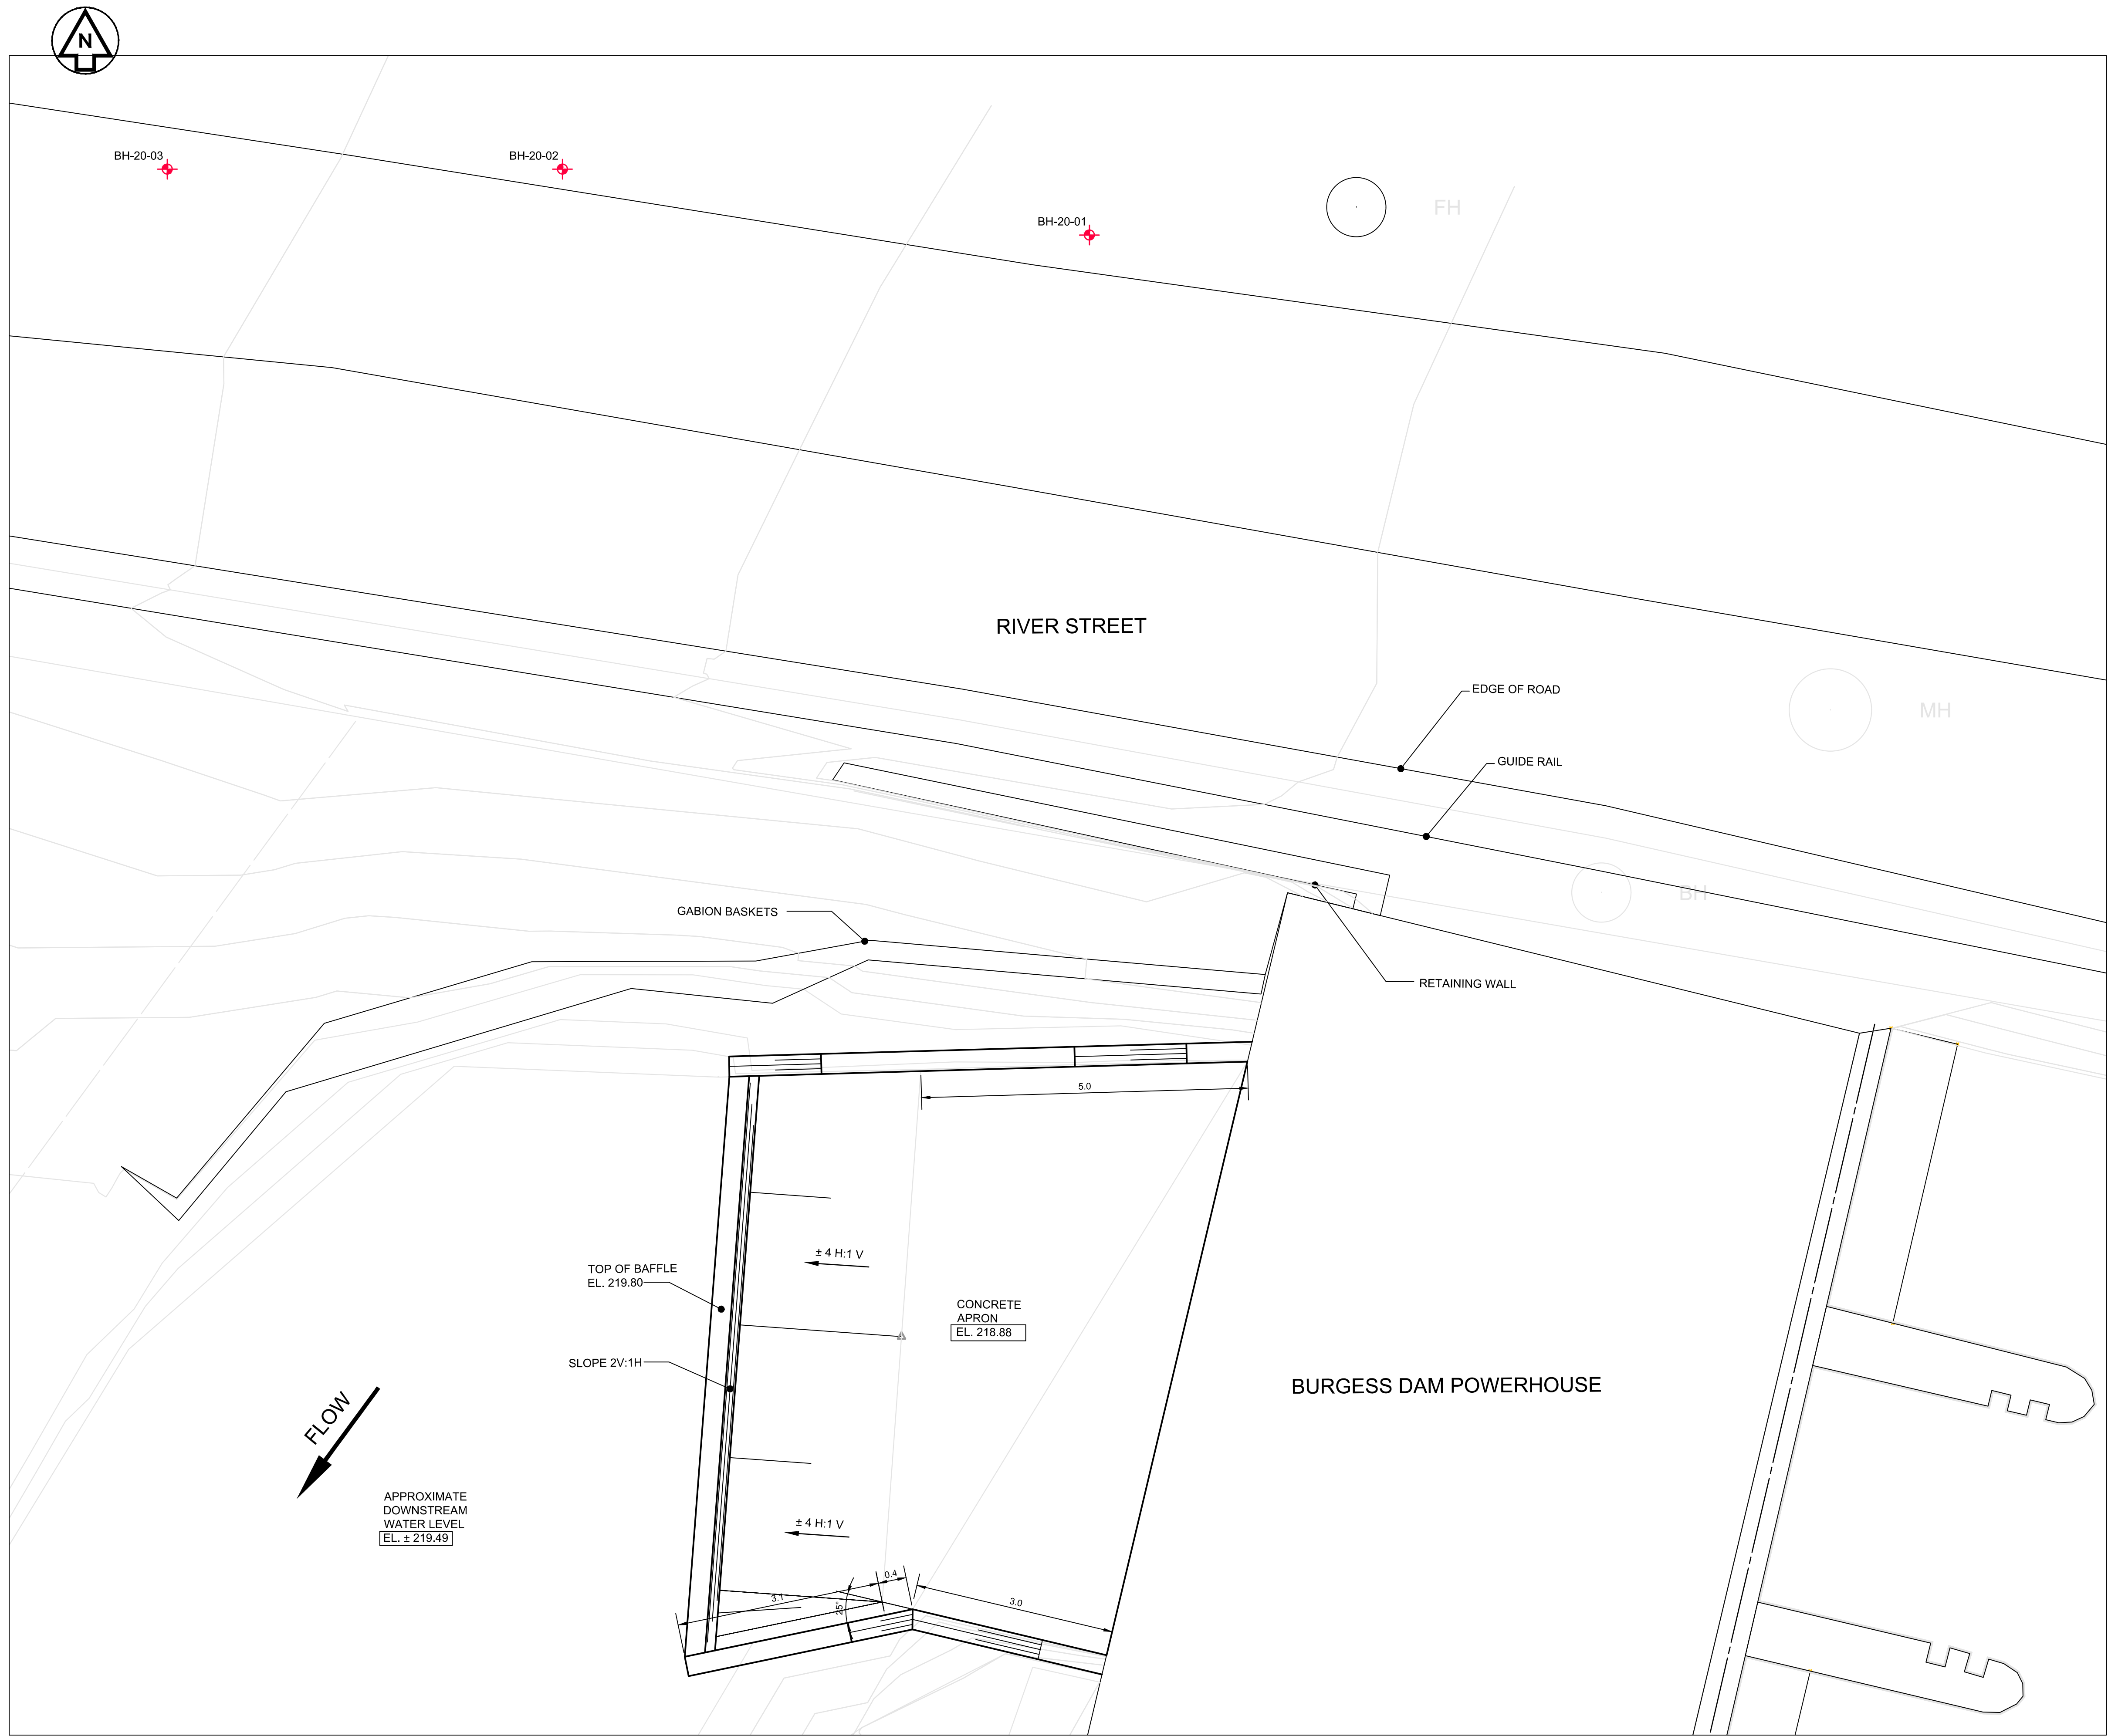 N
BH-20-03
BH-20-02
BH-20-01
FH
RIVER STREET
EDGE OF ROAD
MH
GUIDE RAIL
BH
GABION BASKETS
RETAINING WALL
5.0
± 4 H:1 V
TOP OF BAFFLE
EL. 219.80
CONCRETE
APRON
EL. 218.88
SLOPE 2V:1H
BURGESS DAM POWERHOUSE
FLOW
APPROXIMATE
DOWNSTREAM
WATER LEVEL
EL. ± 219.49
± 4 H:1 V
0.4
3.1
25°
3.0